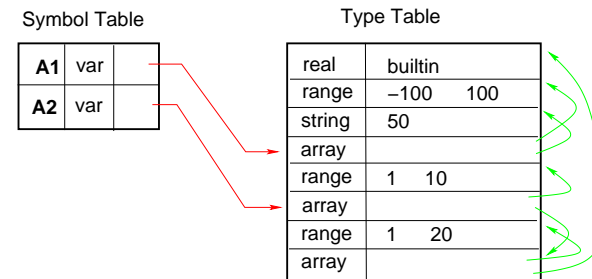 Symbol Table
A1 var
A2 var
Type Table
real builtin
range −100 100
string 50
array
range 1 10
array
range 1 20
array